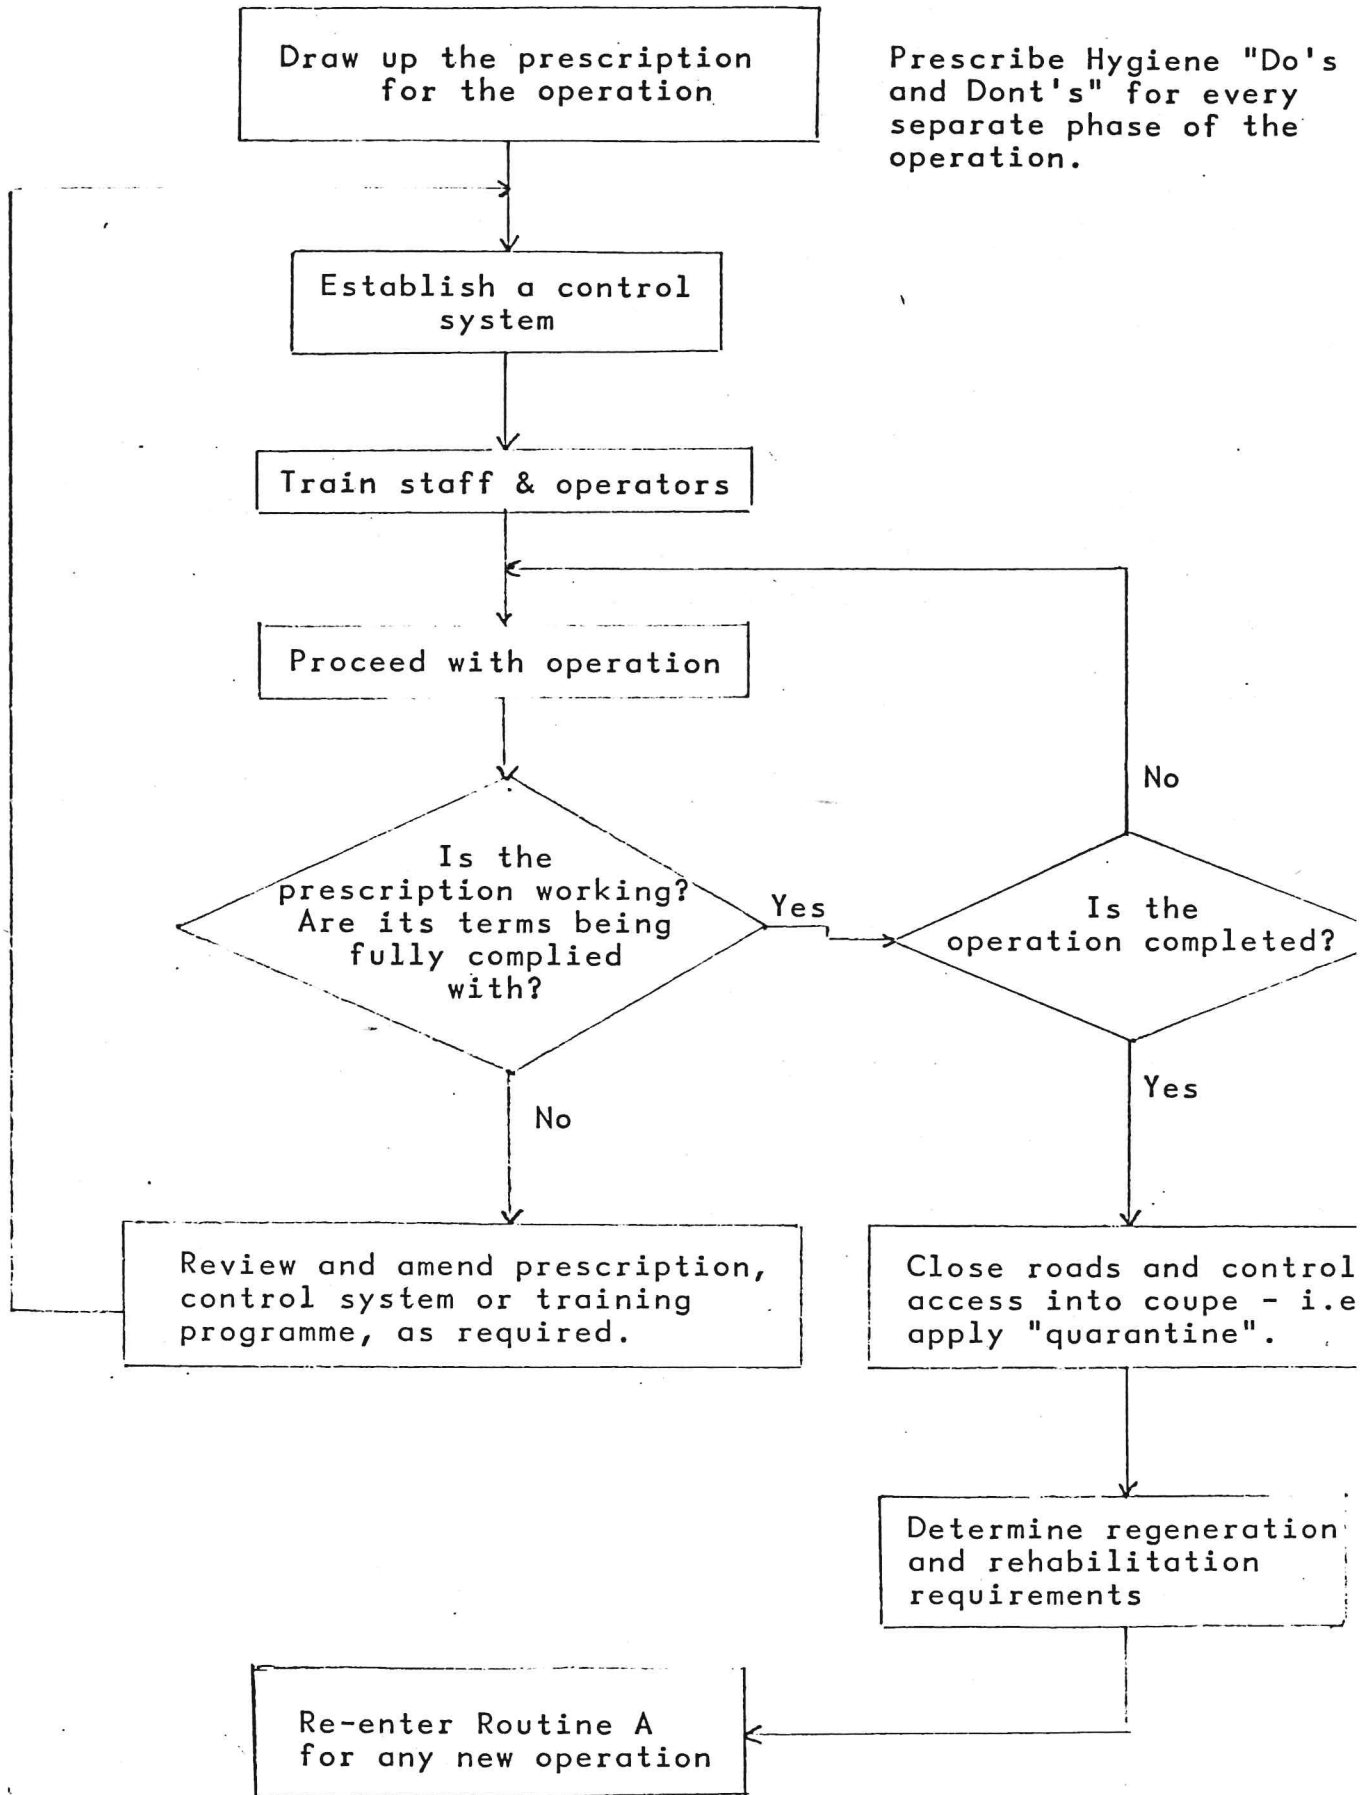 Draw up the prescription
for the operation
Prescribe Hygiene "Do's
and Dont's" for every
separate phase of the
operation.
Establish a control
system
Train staff & operators
Proceed with operation
No
Is the
prescription working?
Are its terms being
fully complied
with?
Yes
Is the
operation completed?
No
Yes
Review and amend prescription,
control system or training
programme, as required.
Close roads and control
access into coupe - i.e
apply "quarantine".
Determine regeneration
and rehabilitation
requirements
Re-enter Routine A
for any new operation